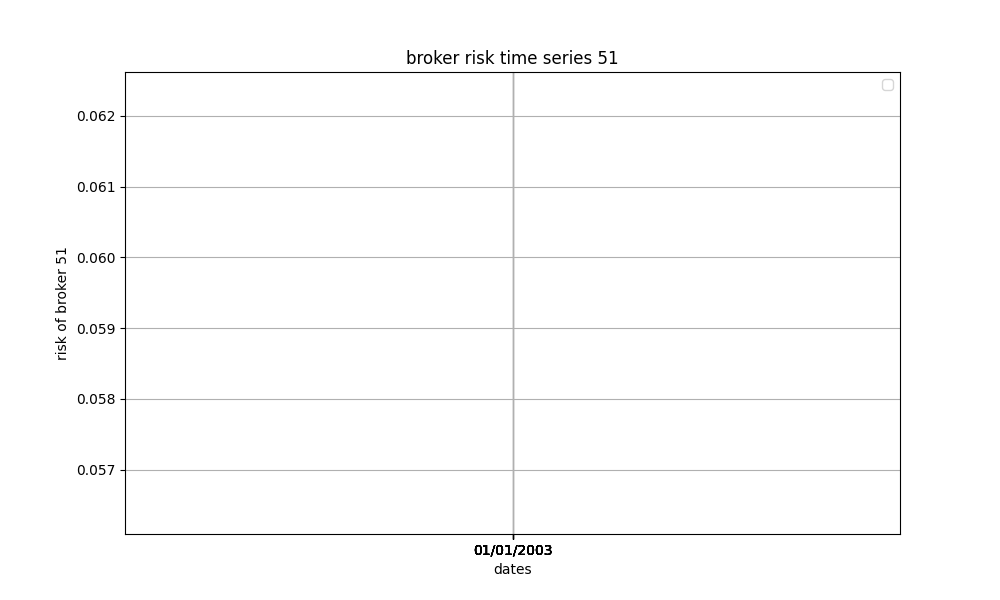 broker risk time series 51
0.062
0.061
0.060
0.059
0.058
0.057
risk of broker 51
01/01/2003
dates